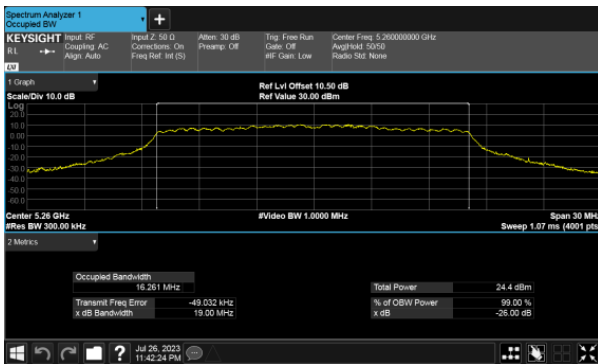 Spectrum Analyzer 1
Occupied BW
KEYSIGHT
R L
LXI
Input: RF
Coupling: AC
Align: Auto
Input Z: 50 Ω
Corrections: On
Freq Ref: Int (S)
Atten: 30 dB
Preamp: Off
Trig: Free Run
Gate: Off
#IF Gain: Low
Center Freq: 5.260000000 GHz
Avg|Hold: 50/50
Radio Std: None
1 Graph
Scale/Div 10.0 dB
Ref Lvl Offset 10.50 dB
Ref Value 30.00 dBm
Log
20.0
10.0
0.00
-10.0
-20.0
-30.0
-40.0
-50.0
-60.0
Center 5.26 GHz
#Video BW 1.0000 MHz
Span 30 MH
#Res BW 300.00 kHz
Sweep 1.07 ms (4001 pts
2 Metrics
Occupied Bandwidth
16.261 MHz
Total Power 24.4 dBm
Transmit Freq Error -49.032 kHz
% of OBW Power 99.00 %
x dB Bandwidth 19.00 MHz
x dB -26.00 dB
?
Jul 26, 2023
11:42:24 PM